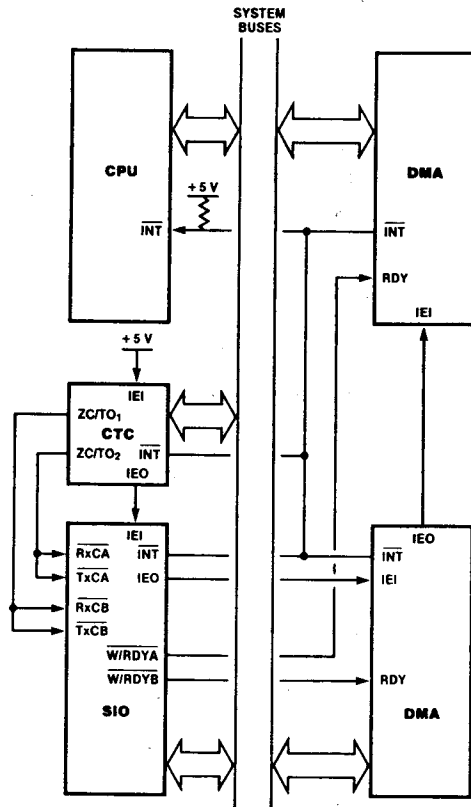 SYSTEM
BUSES
CPU
+5 V
INT
DMA
INT
RDY
IEI
+5 V
IEI
ZC/TO₁
CTC
ZC/TO₂
INT
IEO
IEI
RxCA
INT
TxCA
IEO
RxCB
TxCB
W/RDYA
W/RDYB
SIO
IEO
INT
IEI
RDY
DMA